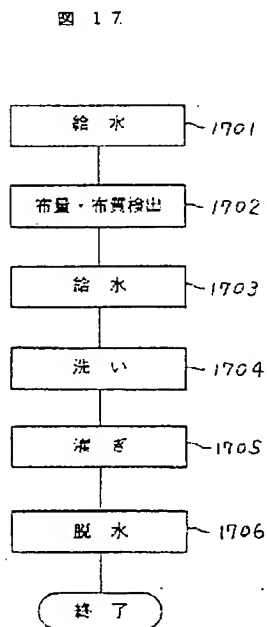 図 17.
給水 1701
布量・布質検出 1702
給水 1703
洗い 1704
濯ぎ 1705
脱水 1706
終了